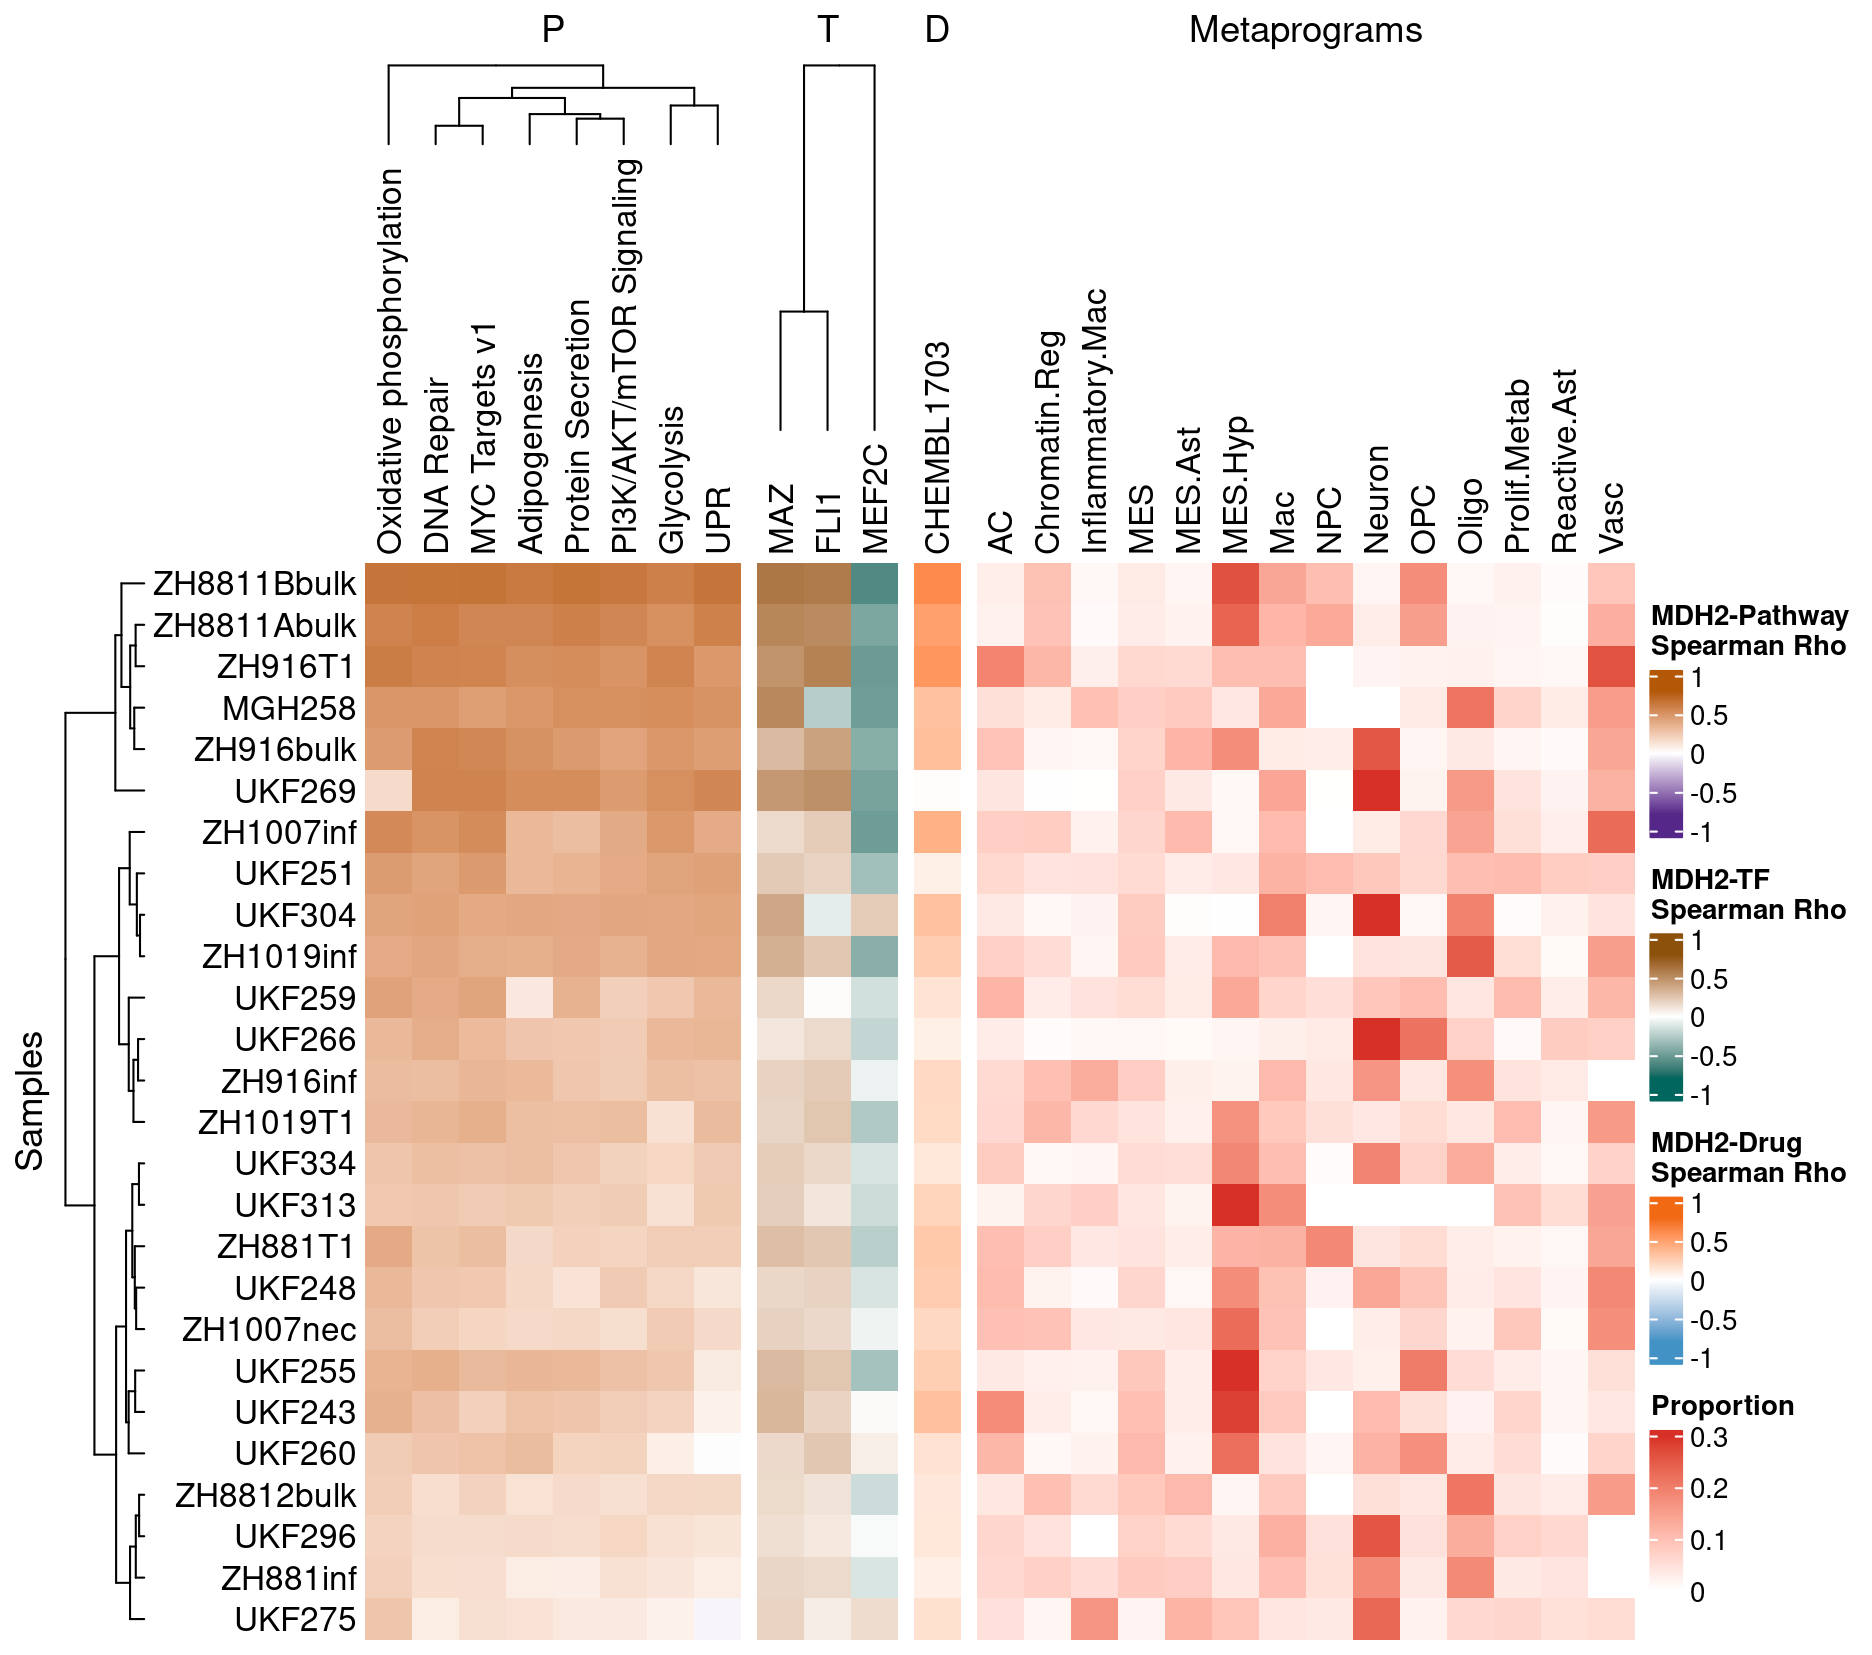 P
T
D
Metaprograms
Oxidative phosphorylation
DNA Repair
MYC Targets v1
Adipogenesis
Protein Secretion
PI3K/AKT/mTOR Signaling
Glycolysis
UPR
MAZ
FLI1
MEF2C
CHEMBL1703
AC
Chromatin.Reg
Inflammatory.Mac
MES
MES.Ast
MES.Hyp
Mac
NPC
Neuron
OPC
Oligo
Prolif.Metab
Reactive.Ast
Vasc
Samples
ZH8811Bbulk
ZH8811Abulk
ZH916T1
MGH258
ZH916bulk
UKF269
ZH1007inf
UKF251
UKF304
ZH1019inf
UKF259
UKF266
ZH916inf
ZH1019T1
UKF334
UKF313
ZH881T1
UKF248
ZH1007nec
UKF255
UKF243
UKF260
ZH8812bulk
UKF296
ZH881inf
UKF275
MDH2-Pathway
Spearman Rho
1
0.5
0
-0.5
-1
MDH2-TF
Spearman Rho
1
0.5
0
-0.5
-1
MDH2-Drug
Spearman Rho
1
0.5
0
-0.5
-1
Proportion
0.3
0.2
0.1
0